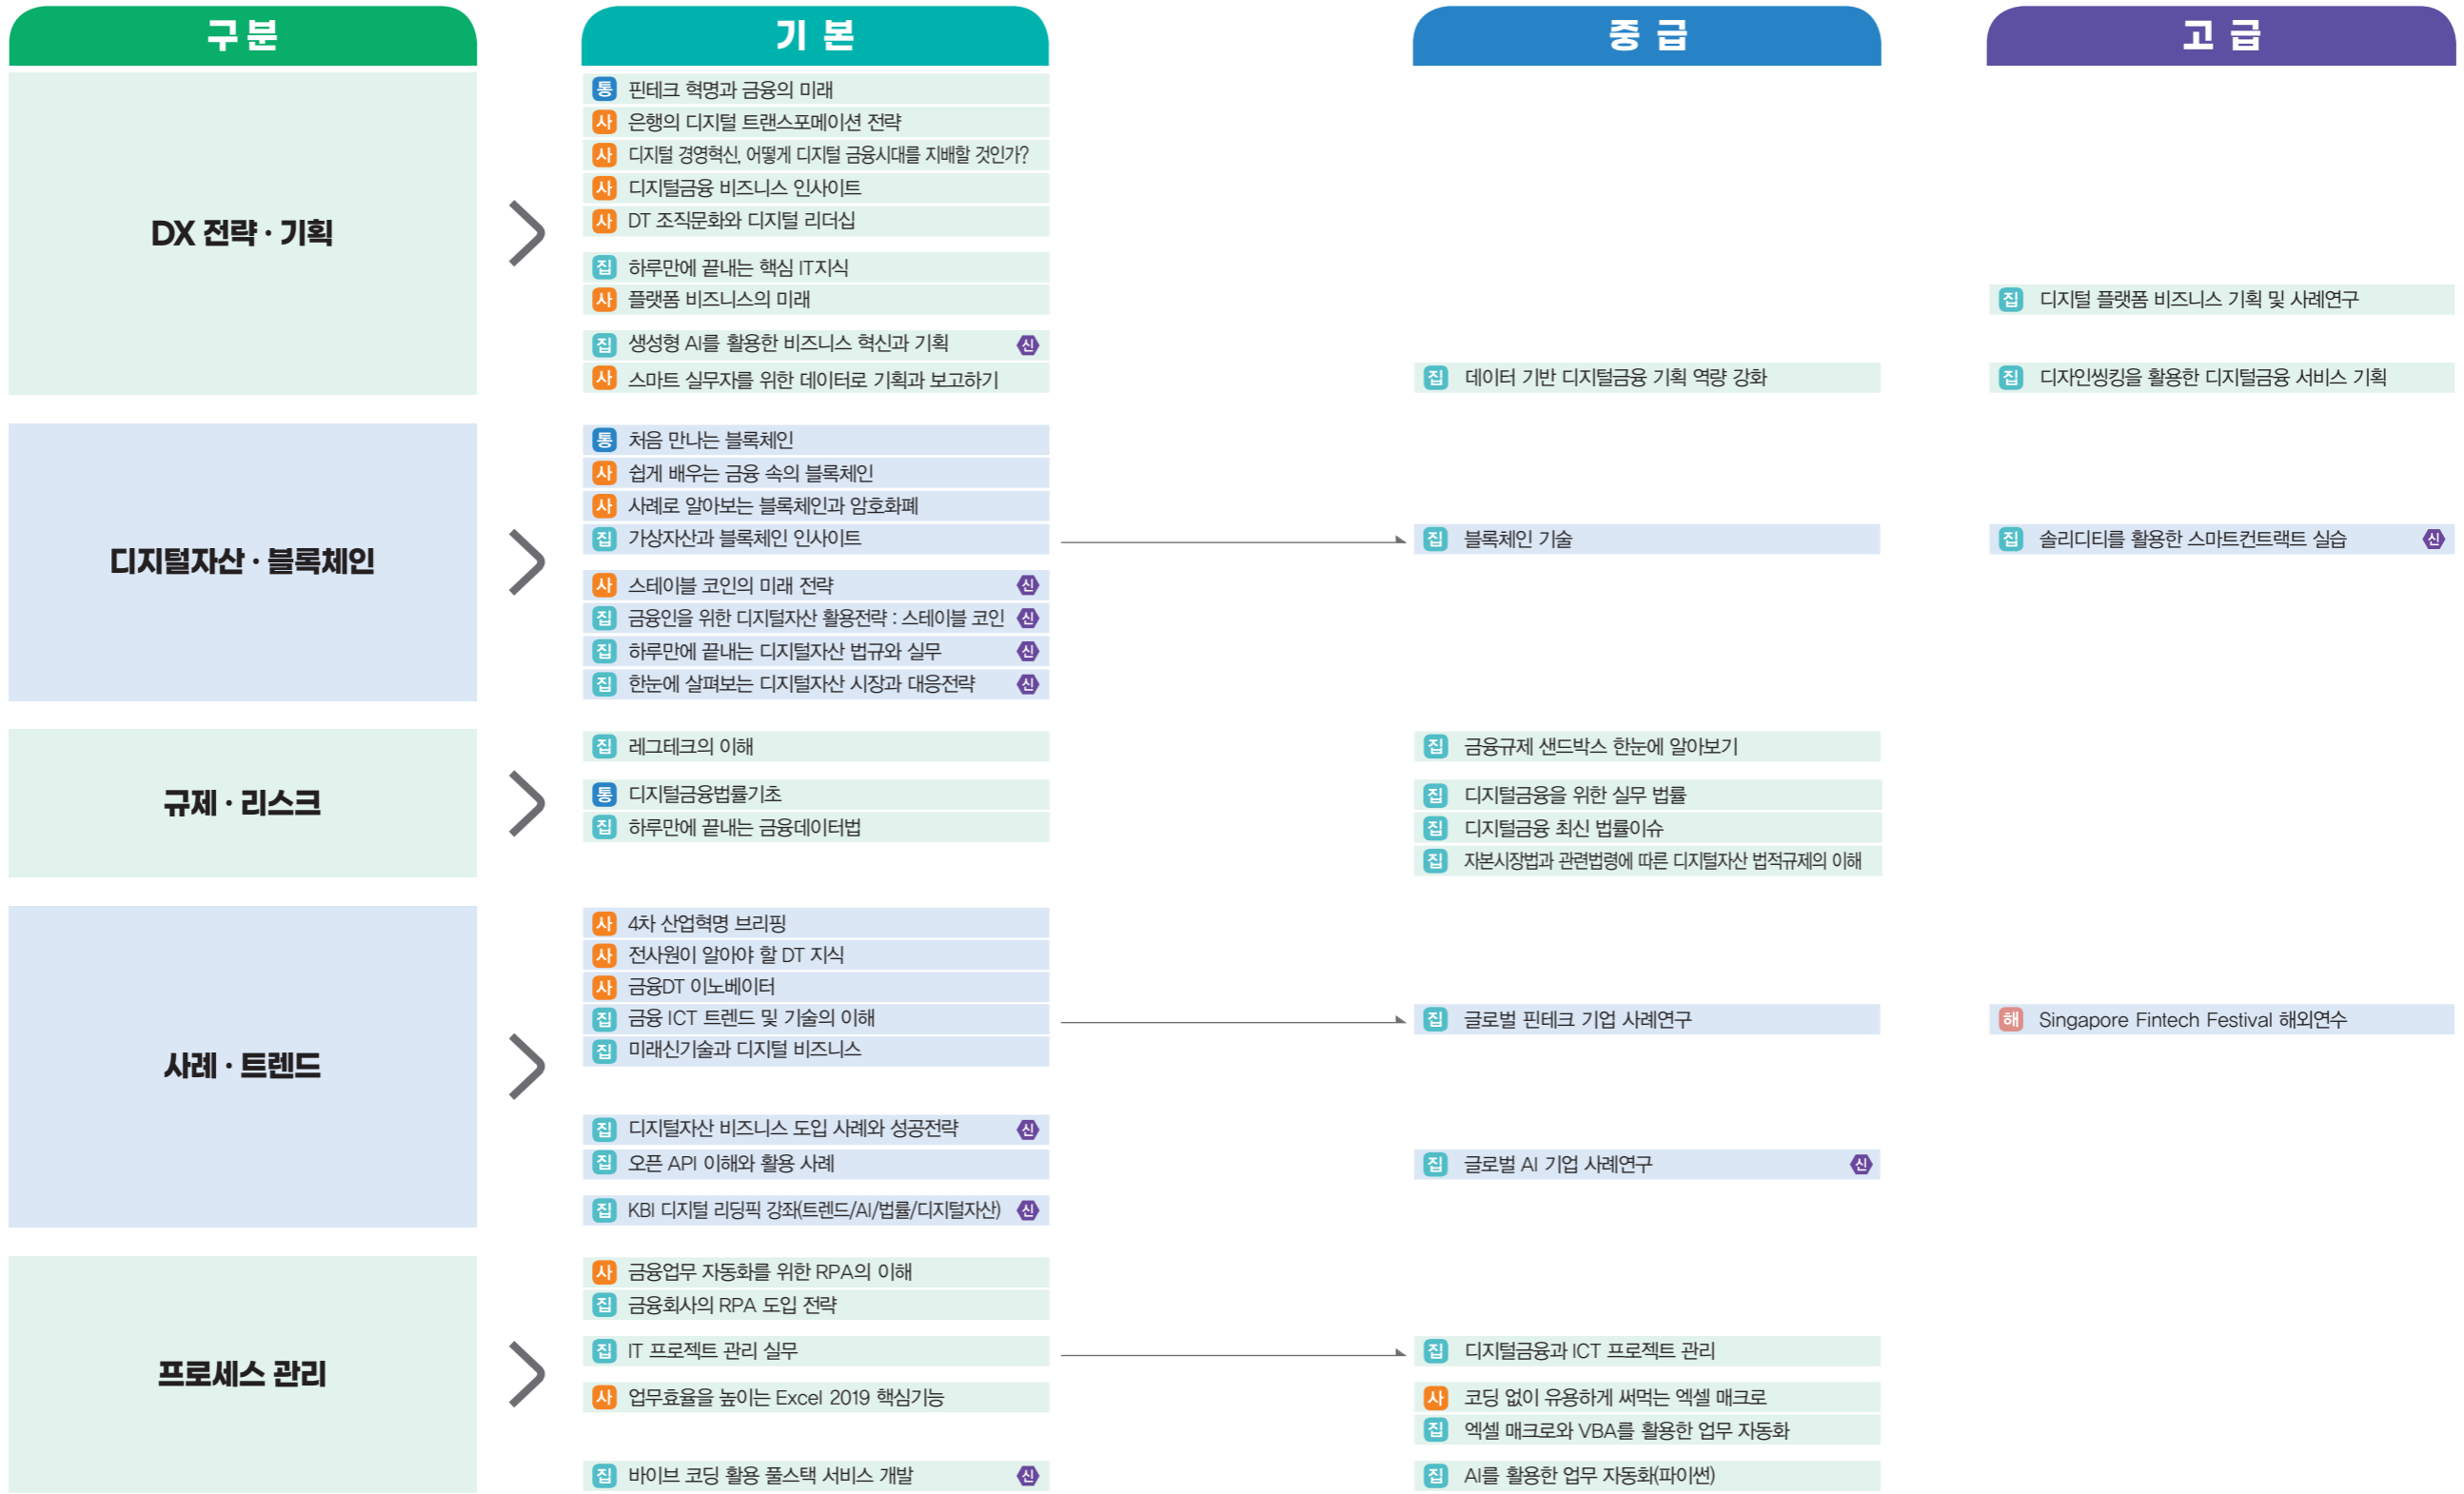 구분
기 본
중 급
고 급
DX 전략 · 기획
통 핀테크 혁명과 금융의 미래
사 은행의 디지털 트랜스포메이션 전략
사 디지털 경영혁신, 어떻게 디지털 금융시대를 지배할 것인가?
사 디지털금융 비즈니스 인사이트
사 DT 조직문화와 디지털 리더십
집 하루만에 끝내는 핵심 IT지식
사 플랫폼 비즈니스의 미래
집 디지털 플랫폼 비즈니스 기획 및 사례연구
집 생성형 AI를 활용한 비즈니스 혁신과 기획 신
사 스마트 실무자를 위한 데이터로 기획과 보고하기
집 데이터 기반 디지털금융 기획 역량 강화
집 디자인씽킹을 활용한 디지털금융 서비스 기획
디지털자산 · 블록체인
통 처음 만나는 블록체인
사 쉽게 배우는 금융 속의 블록체인
사 사례로 알아보는 블록체인과 암호화폐
집 가상자산과 블록체인 인사이트
집 블록체인 기술
집 솔리디티를 활용한 스마트컨트랙트 실습 신
사 스테이블 코인의 미래 전략 신
집 금융인을 위한 디지털자산 활용전략 : 스테이블 코인 신
집 하루만에 끝내는 디지털자산 법규와 실무 신
집 한눈에 살펴보는 디지털자산 시장과 대응전략 신
규제 · 리스크
집 레그테크의 이해
집 금융규제 샌드박스 한눈에 알아보기
통 디지털금융법률기초
집 디지털금융을 위한 실무 법률
집 하루만에 끝내는 금융데이터법
집 디지털금융 최신 법률이슈
집 자본시장법과 관련법령에 따른 디지털자산 법적규제의 이해
사례 · 트렌드
사 4차 산업혁명 브리핑
사 전사원이 알아야 할 DT 지식
사 금융DT 이노베이터
집 금융 ICT 트렌드 및 기술의 이해
집 글로벌 핀테크 기업 사례연구
해 Singapore Fintech Festival 해외연수
집 미래신기술과 디지털 비즈니스
집 디지털자산 비즈니스 도입 사례와 성공전략 신
집 오픈 API 이해와 활용 사례
집 글로벌 AI 기업 사례연구 신
집 KBI 디지털 리딩픽 강좌(트렌드/AI/법률/디지털자산) 신
프로세스 관리
사 금융업무 자동화를 위한 RPA의 이해
집 금융회사의 RPA 도입 전략
집 IT 프로젝트 관리 실무
집 디지털금융과 ICT 프로젝트 관리
사 업무효율을 높이는 Excel 2019 핵심기능
사 코딩 없이 유용하게 써먹는 엑셀 매크로
집 엑셀 매크로와 VBA를 활용한 업무 자동화
집 바이브 코딩 활용 풀스택 서비스 개발 신
집 AI를 활용한 업무 자동화(파이썬)